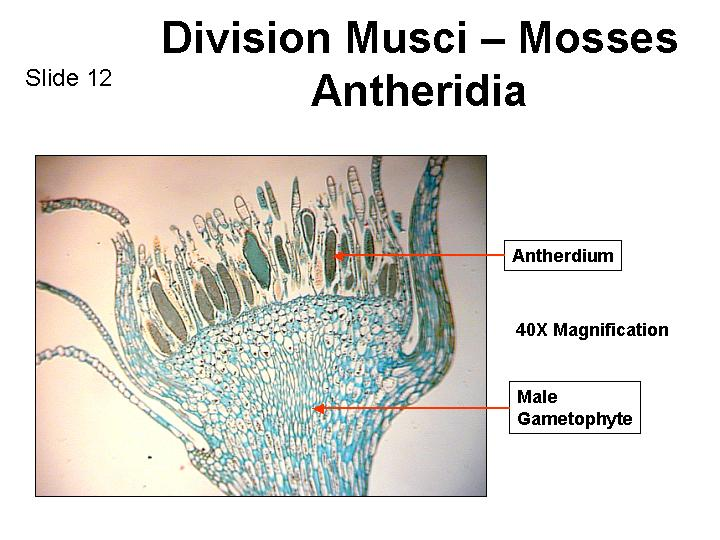 Division Musci – Mosses
Antheridia
Slide 12
Antherdium
40X Magnification
Male
Gametophyte